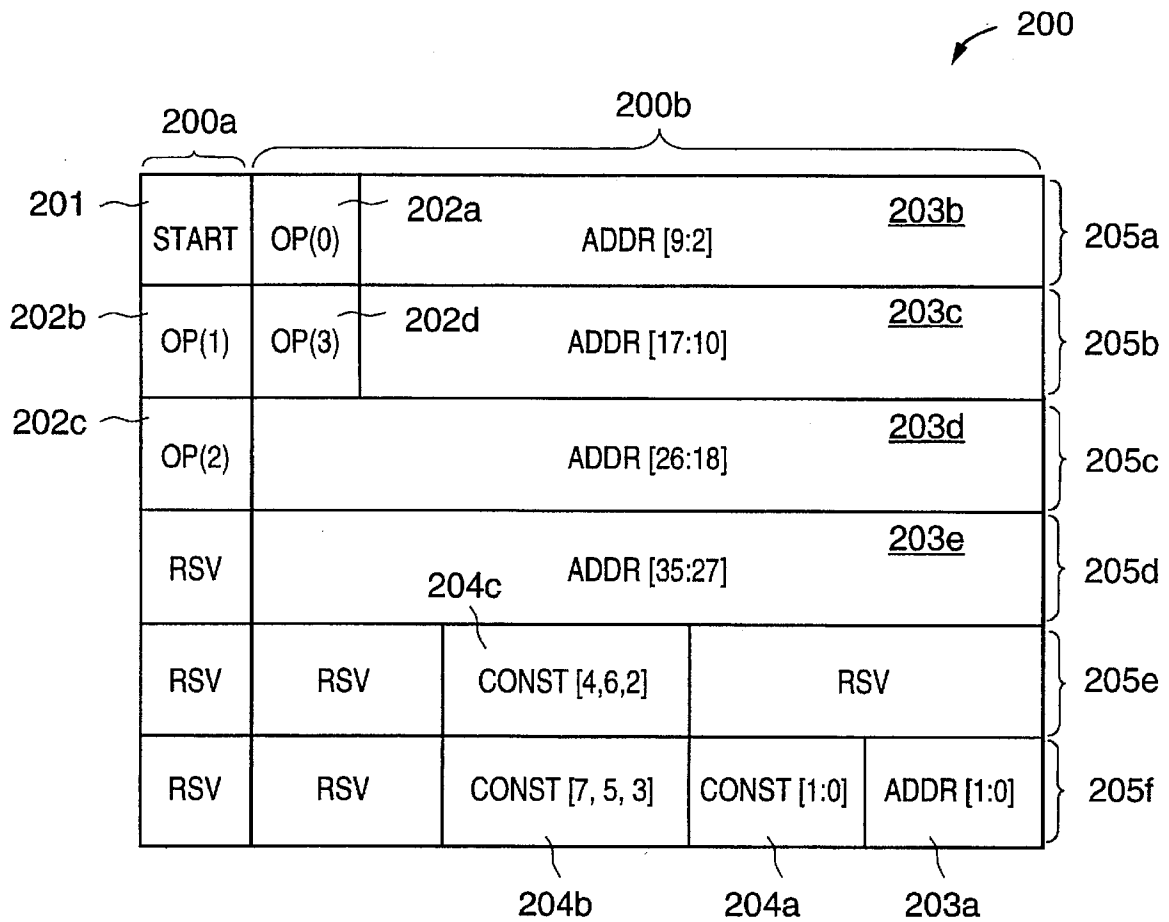 200
200a 200b
201 START OP(0) 202a ADDR [9:2] 203b 205a
202b OP(1) OP(3) 202d ADDR [17:10] 203c 205b
202c OP(2) ADDR [26:18] 203d 205c
RSV ADDR [35:27] 203e 205d
204c
RSV RSV CONST [4,6,2] RSV 205e
RSV RSV CONST [7, 5, 3] CONST [1:0] ADDR [1:0] 205f
204b 204a 203a